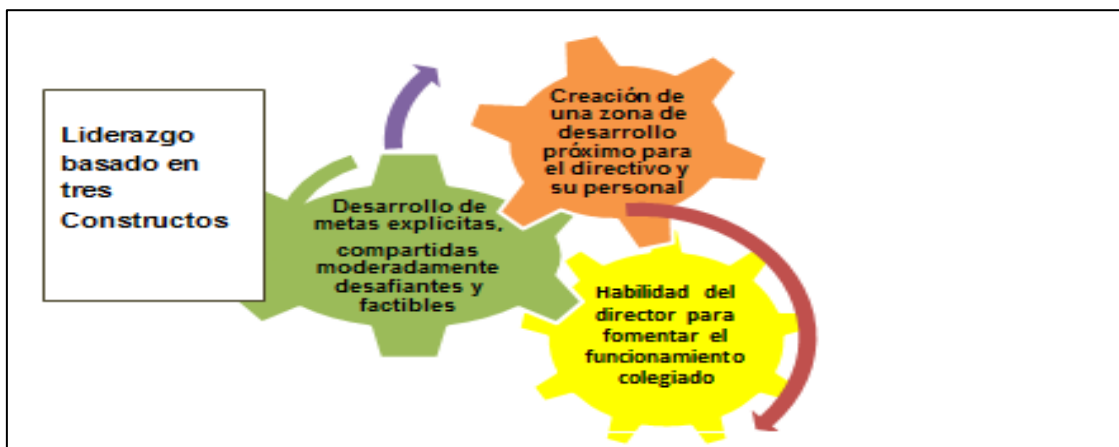 Liderazgo
basado en
tres
Constructos
Creación de
una zona de
desarrollo
próximo para
el directivo y
su personal
Desarrollo de
metas explicitas,
compartidas
moderadamente
desafiantes y
factibles
Habilidad del
director para
fomentar el
funcionamiento
colegiado